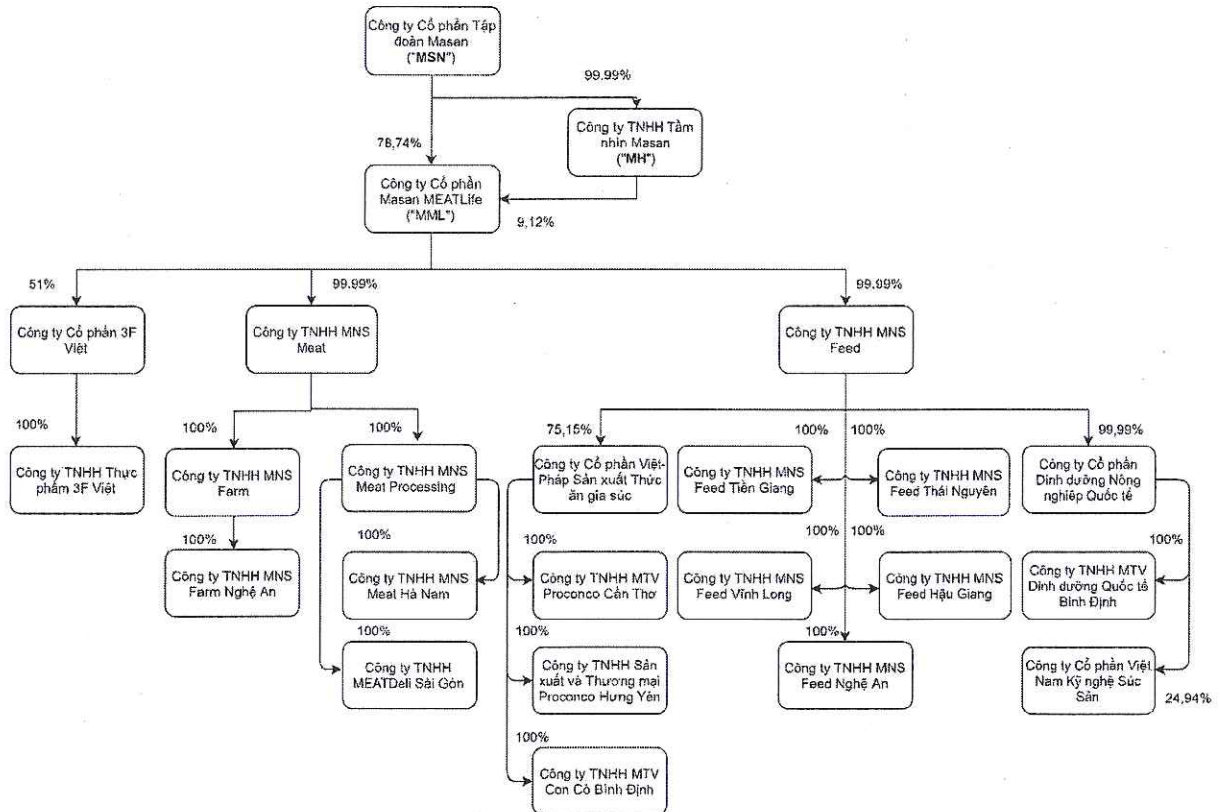 Công ty Cổ phần Tập
đoàn Masan
("MSN")
99.99%
Công ty TNHH Tầm
nhìn Masan
("MH")
78,74%
Công ty Cổ phần
Masan MEATLife
("MML")
9,12%
51%
99.99%
99.99%
Công ty Cổ phần 3F
Việt
Công ty TNHH MNS
Meat
Công ty TNHH MNS
Feed
100%
100%
100%
75,15%
100%
100%
99,99%
Công ty TNHH Thực
phẩm 3F Việt
Công ty TNHH MNS
Farm
Công ty TNHH MNS
Meat Processing
Công ty Cổ phần Việt-
Pháp Sản xuất Thức
ăn gia súc
Công ty TNHH MNS
Feed Tiền Giang
Công ty TNHH MNS
Feed Thái Nguyên
Công ty Cổ phần
Dinh dưỡng Nông
nghiệp Quốc tế
100%
100%
100%
100%
100%
100%
Công ty TNHH MNS
Farm Nghệ An
Công ty TNHH MNS
Meat Hà Nam
Công ty TNHH MTV
Proconco Cần Thơ
Công ty TNHH MNS
Feed Vĩnh Long
Công ty TNHH MNS
Feed Hậu Giang
Công ty TNHH MTV
Dinh dưỡng Quốc tế
Bình Định
100%
100%
100%
Công ty TNHH
MEATDeli Sài Gòn
Công ty TNHH Sản
xuất và Thương mại
Proconco Hưng Yên
Công ty TNHH MNS
Feed Nghệ An
Công ty Cổ phần Việt
Nam Kỹ nghệ Súc
Sản
24,94%
100%
Công ty TNHH MTV
Con Cò Bình Định